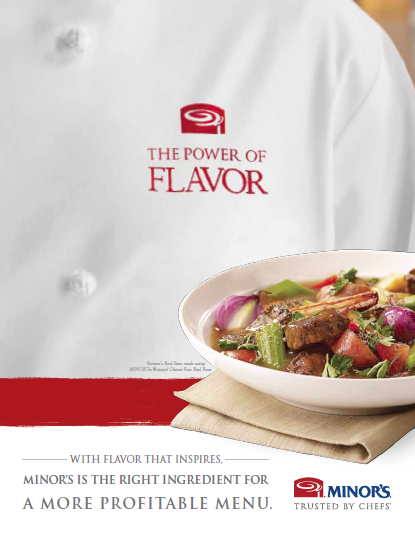 THE POWER OF
FLAVOR
Farmer's Beef Stew made using
MINOR'S Natural Gluten Free Beef Base
WITH FLAVOR THAT INSPIRES,
MINOR'S IS THE RIGHT INGREDIENT FOR
A MORE PROFITABLE MENU.
MINOR'S
TRUSTED BY CHEFS